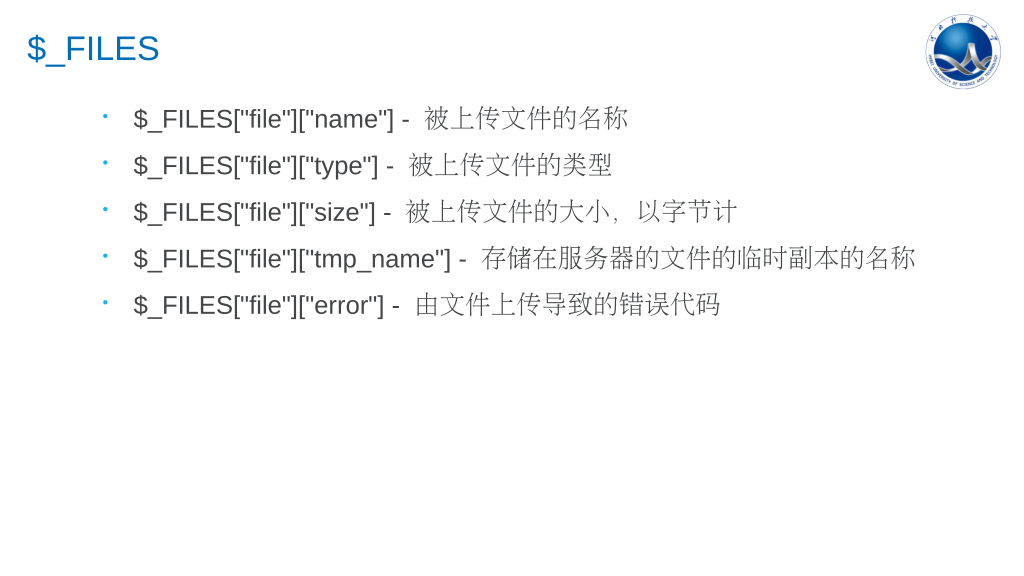 $_FILES
$_FILES["file"]["name"] - 被上传文件的名称
$_FILES["file"]["type"] - 被上传文件的类型
$_FILES["file"]["size"] - 被上传文件的大小，以字节计
$_FILES["file"]["tmp_name"] - 存储在服务器的文件的临时副本的名称
$_FILES["file"]["error"] - 由文件上传导致的错误代码